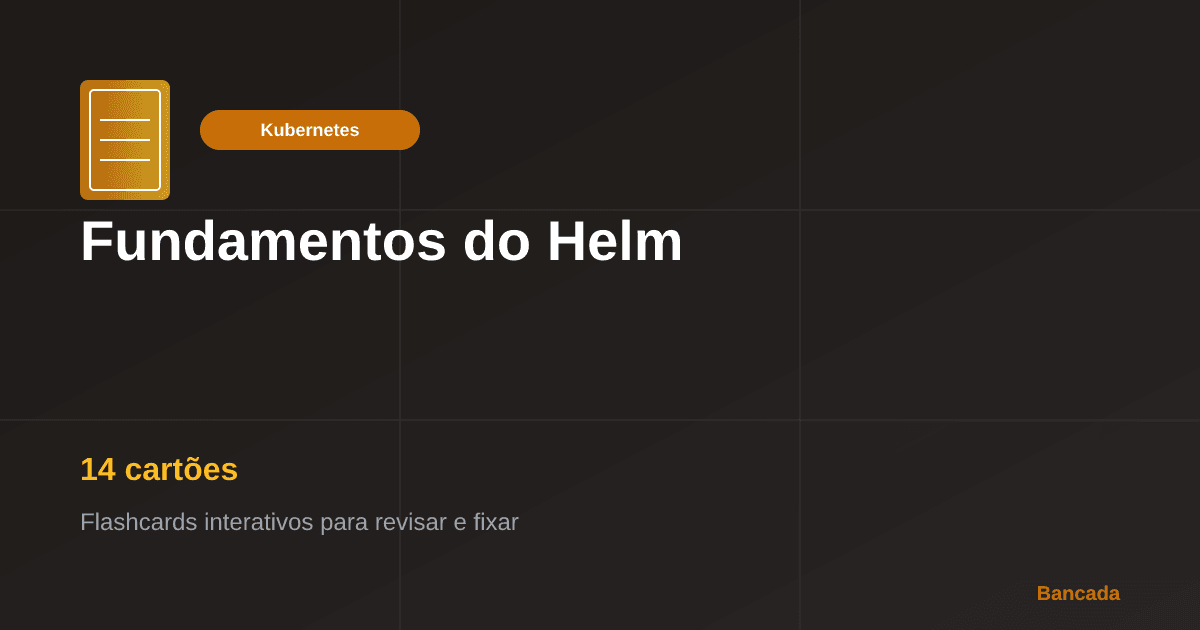 Kubernetes
Fundamentos do Helm
14 cartões
Flashcards interativos para revisar e fixar
Bancada